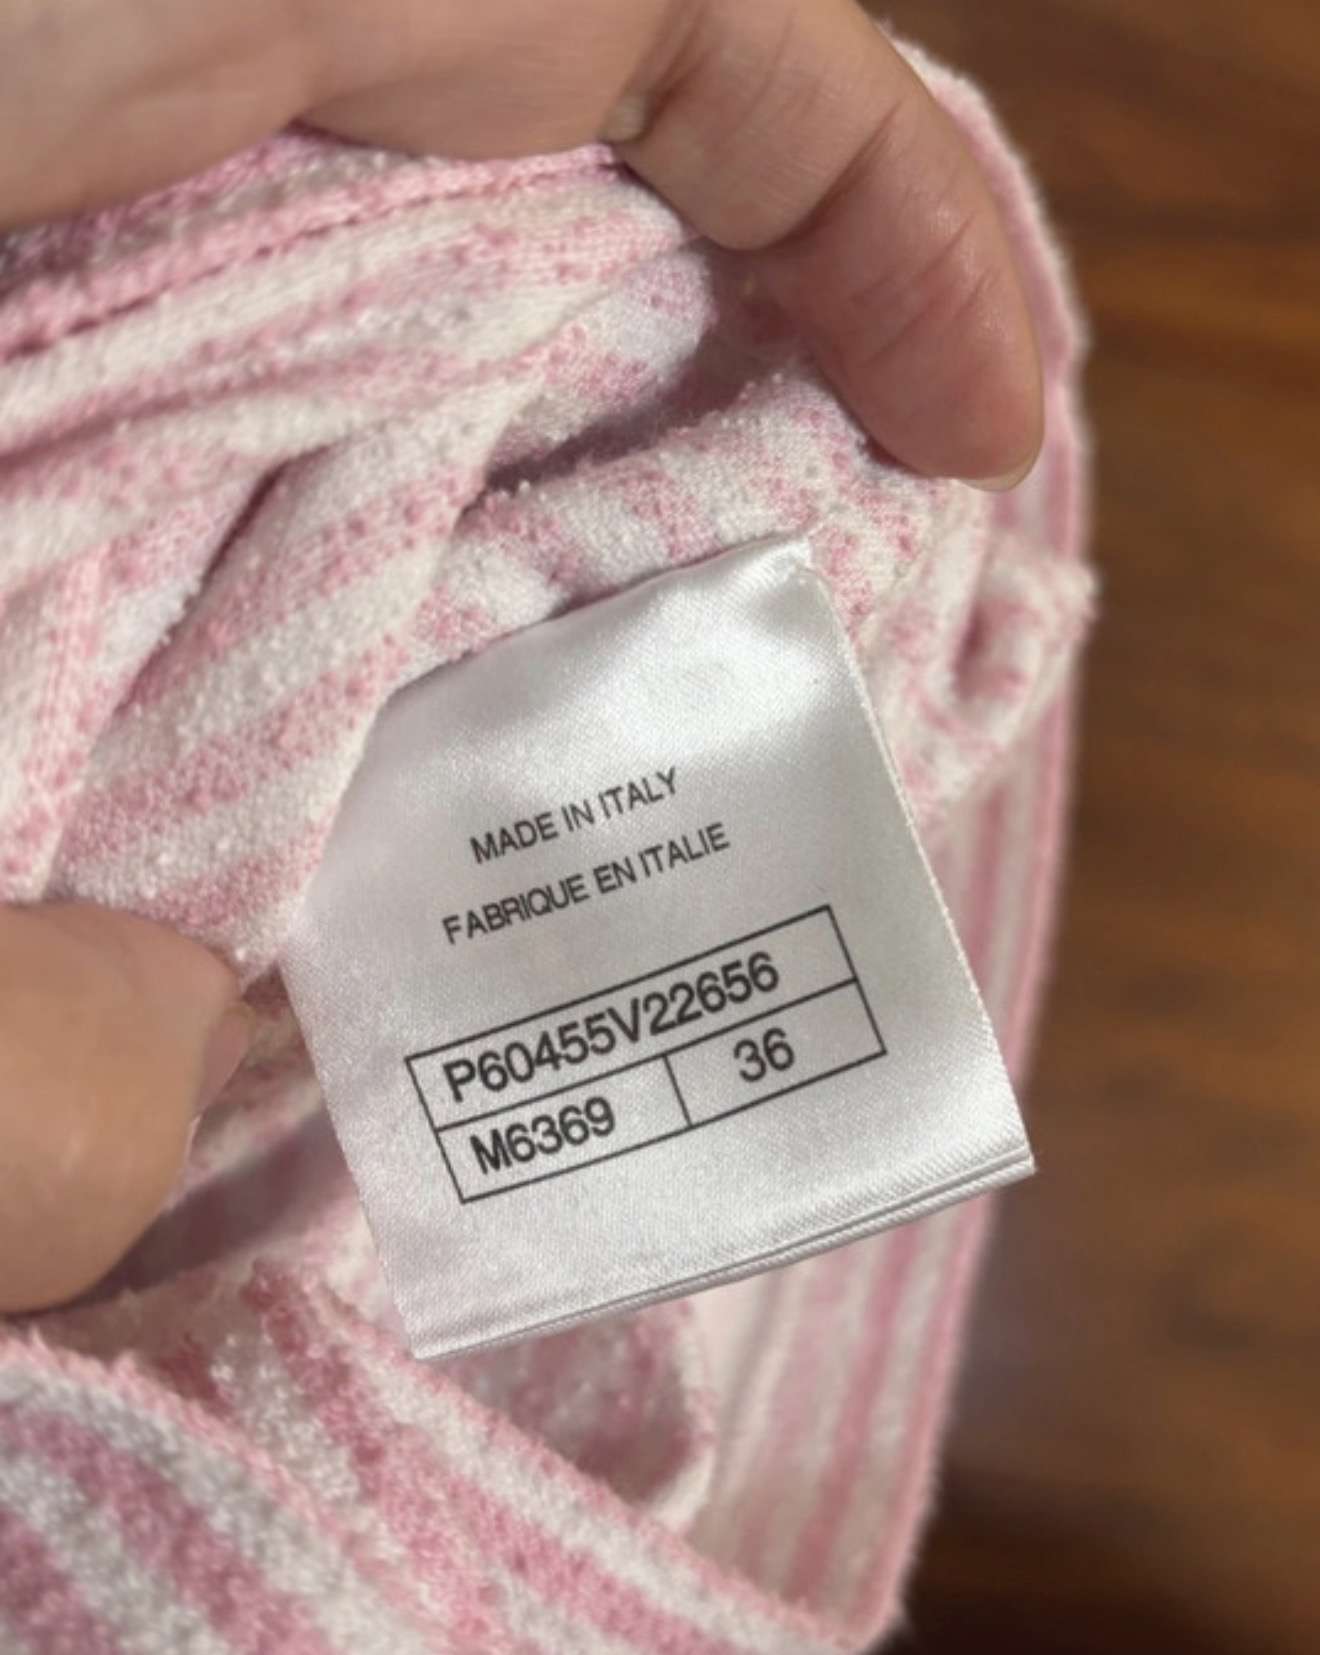 MADE IN ITALY
FABRIQUE EN ITALIE
P60455V22656
M6369 36